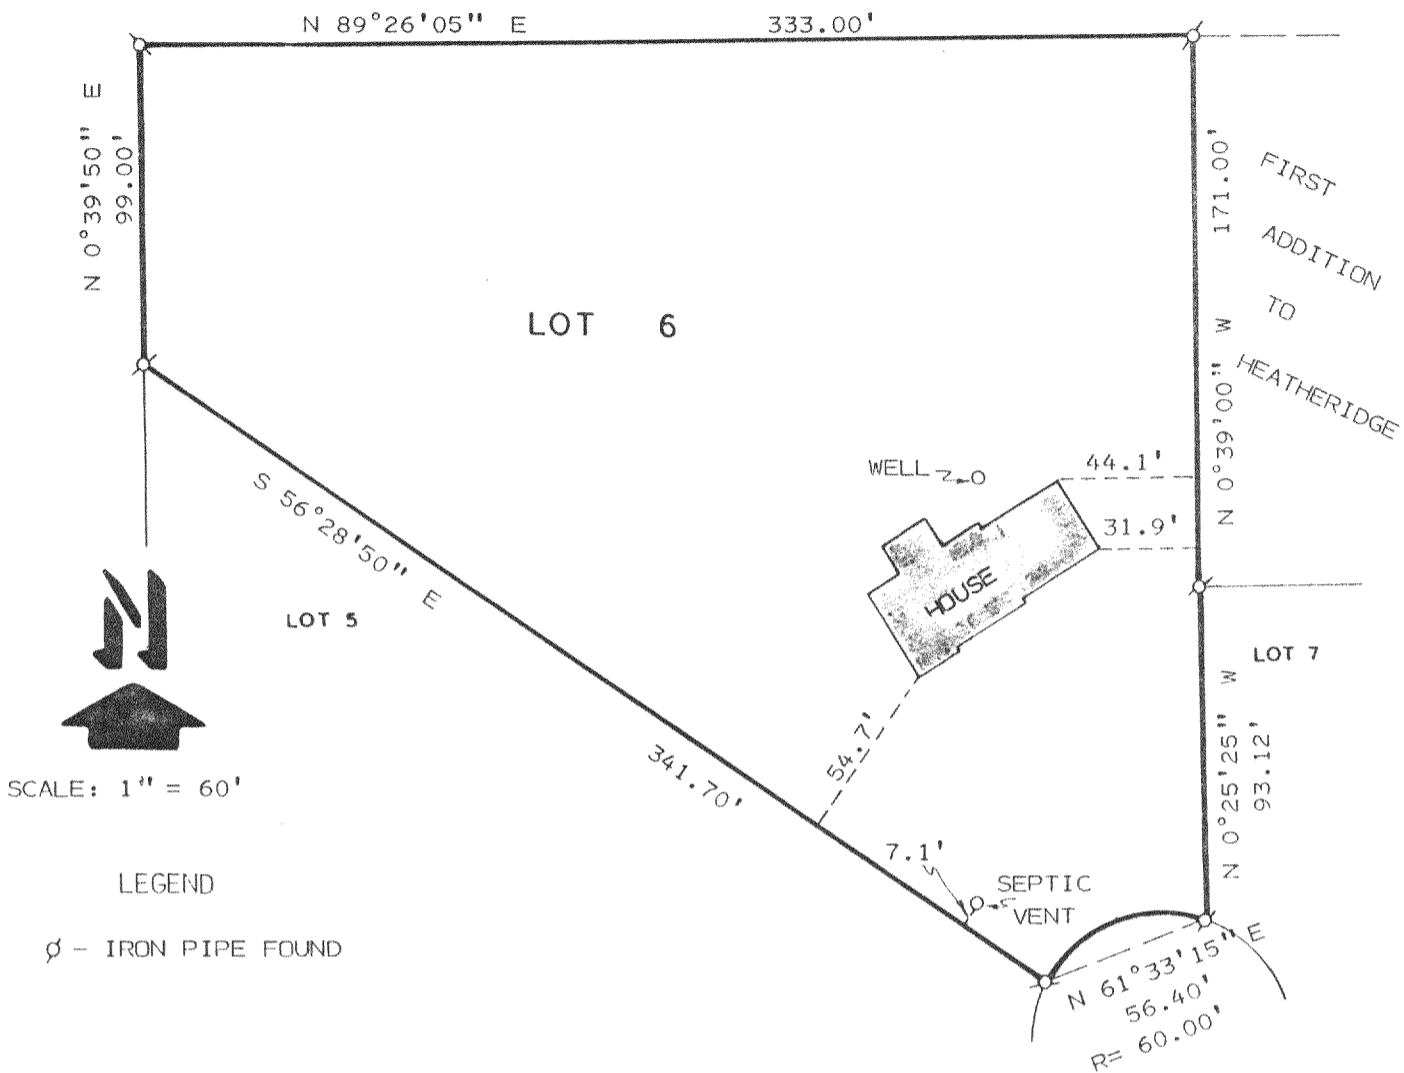 N 89°26'05" E 333.00'
N 0°39'50" E
99.00'
171.00'
N 0°39'00" W
FIRST
ADDITION
TO
HEATHERIDGE
LOT 6
WELL
44.1'
31.9'
HOUSE
S 56°28'50" E
341.70'
LOT 5
N
LOT 7
N 0°25'25" W
93.12'
54.7'
7.1'
SEPTIC
VENT
N 61°33'15" E
56.40'
R= 60.00'
SCALE: 1" = 60'
LEGEND
ø - IRON PIPE FOUND